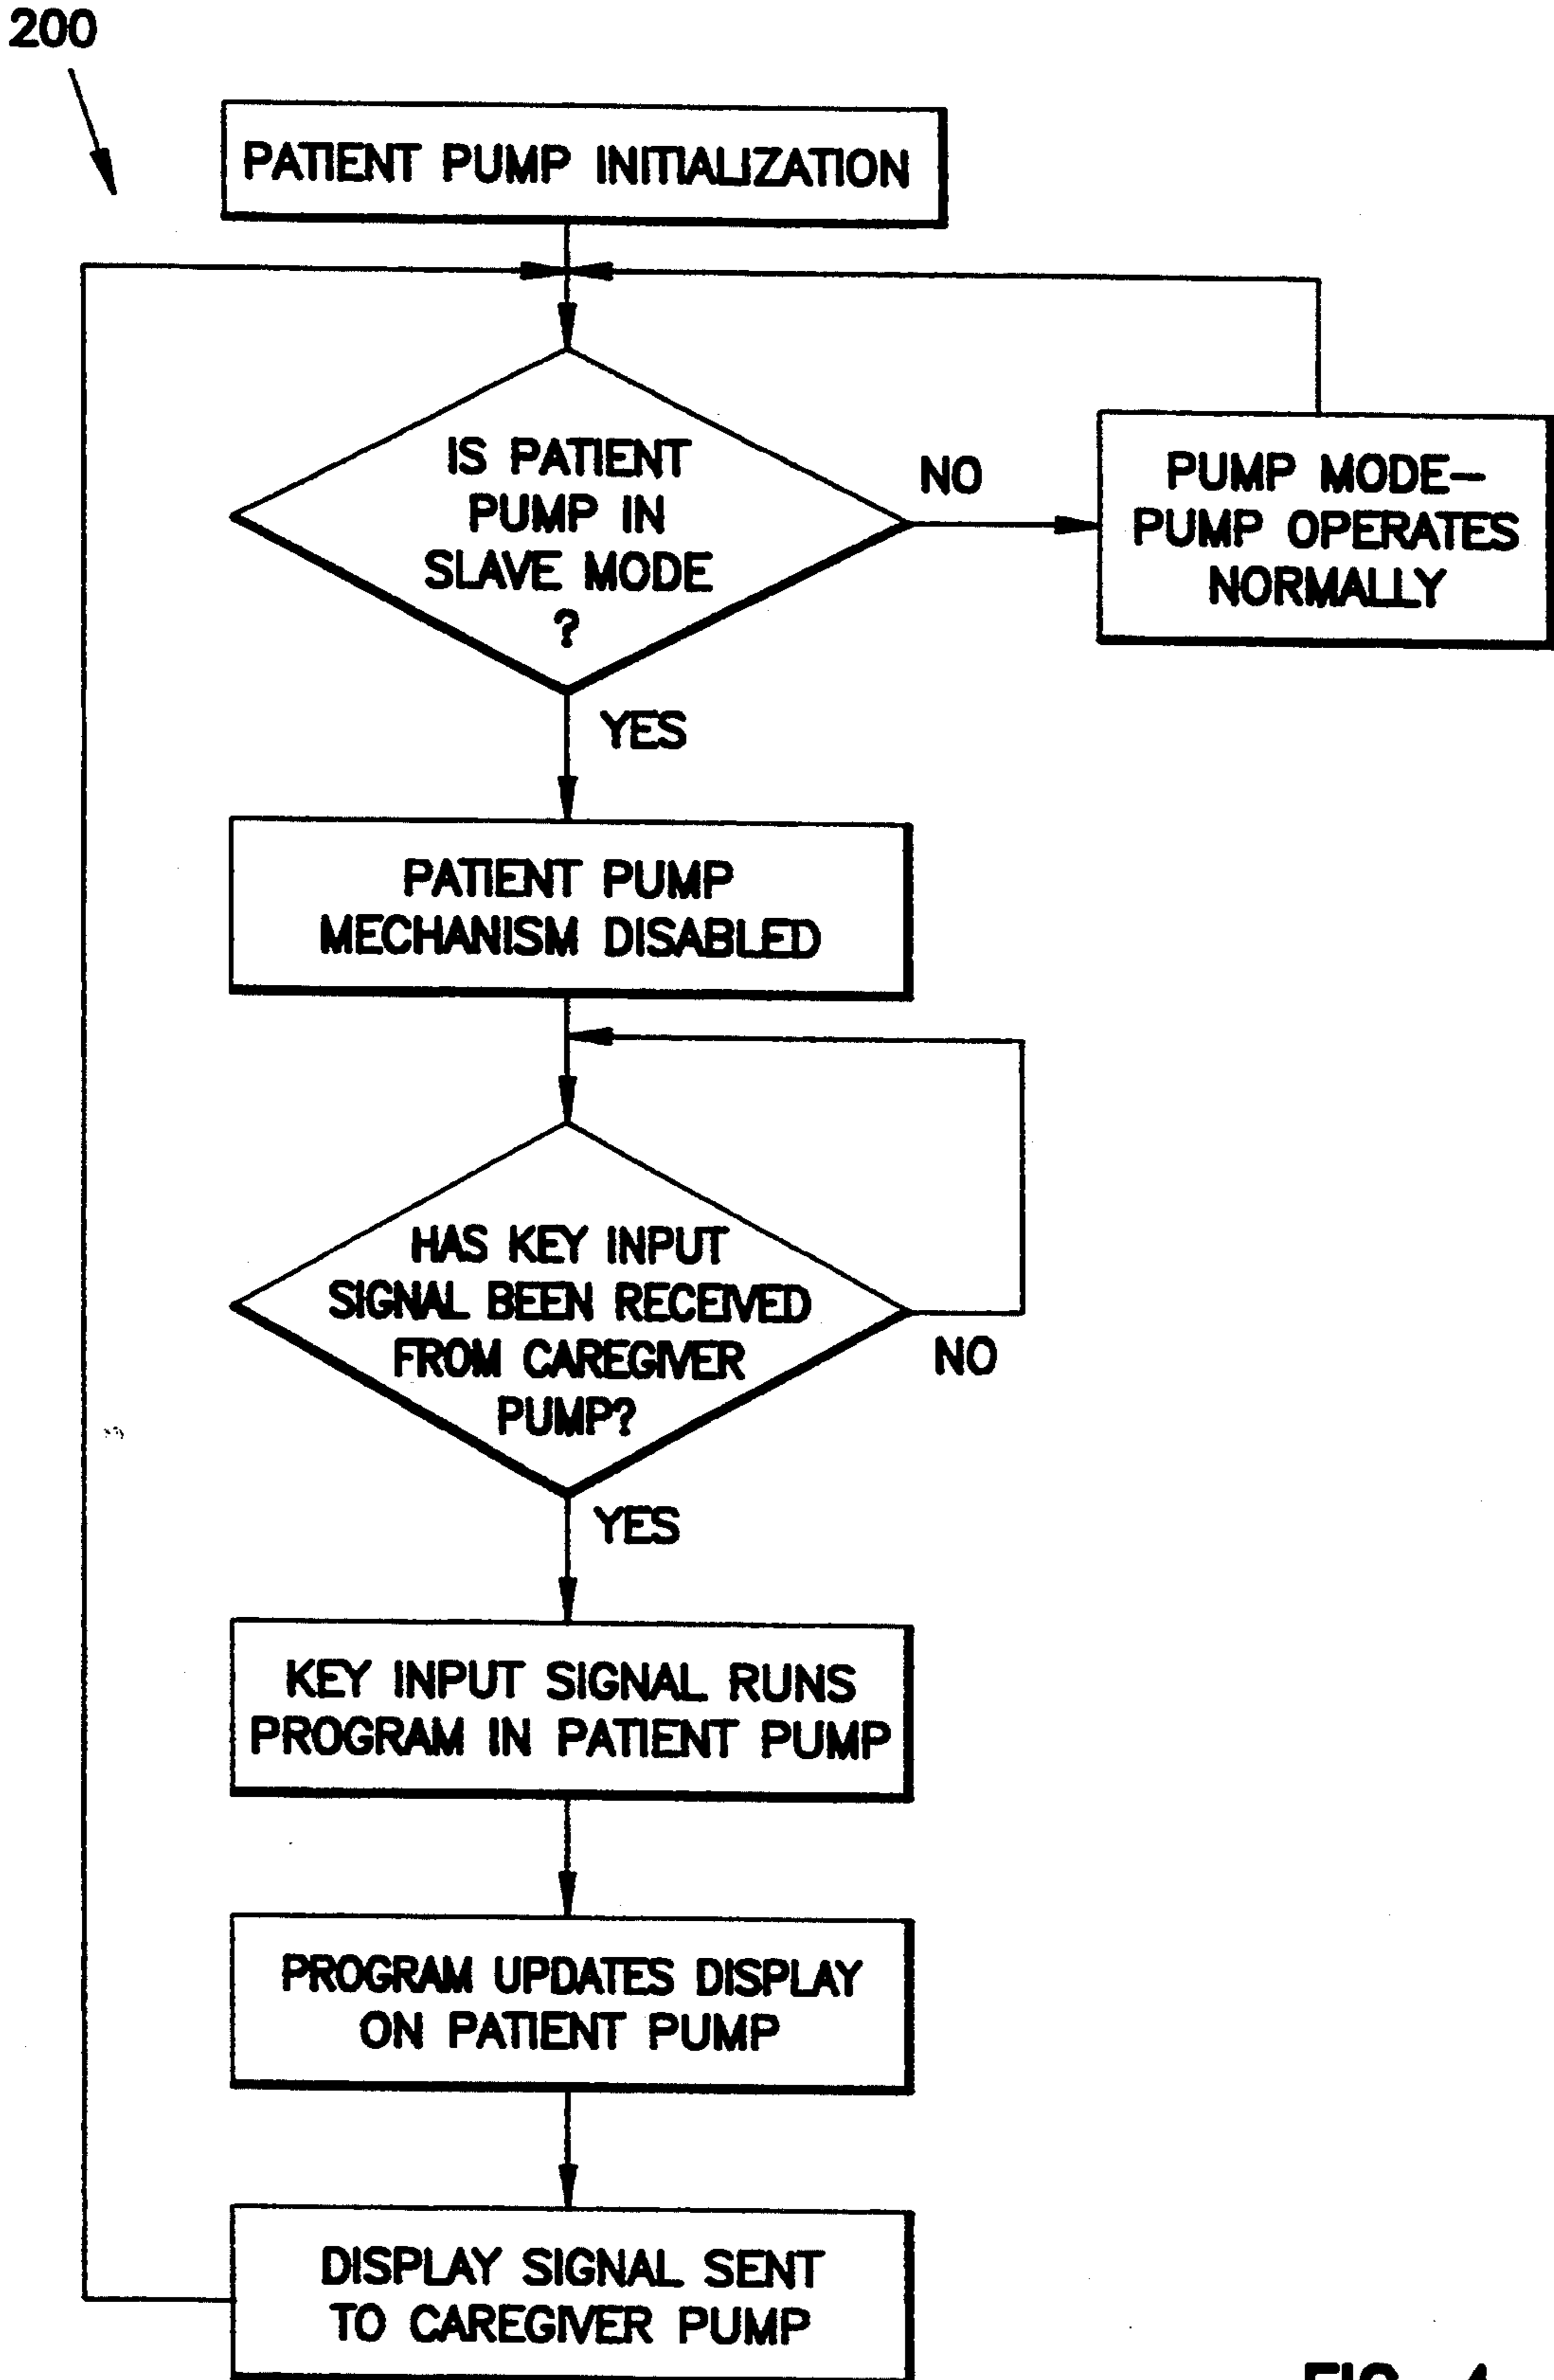 200
PATIENT PUMP INITIALIZATION
IS PATIENT
PUMP IN
SLAVE MODE
?
NO
PUMP MODE-
PUMP OPERATES
NORMALLY
YES
PATIENT PUMP
MECHANISM DISABLED
HAS KEY INPUT
SIGNAL BEEN RECEIVED
FROM CAREGIVER
PUMP?
NO
YES
KEY INPUT SIGNAL RUNS
PROGRAM IN PATIENT PUMP
PROGRAM UPDATES DISPLAY
ON PATIENT PUMP
DISPLAY SIGNAL SENT
TO CAREGIVER PUMP
FIG. 4